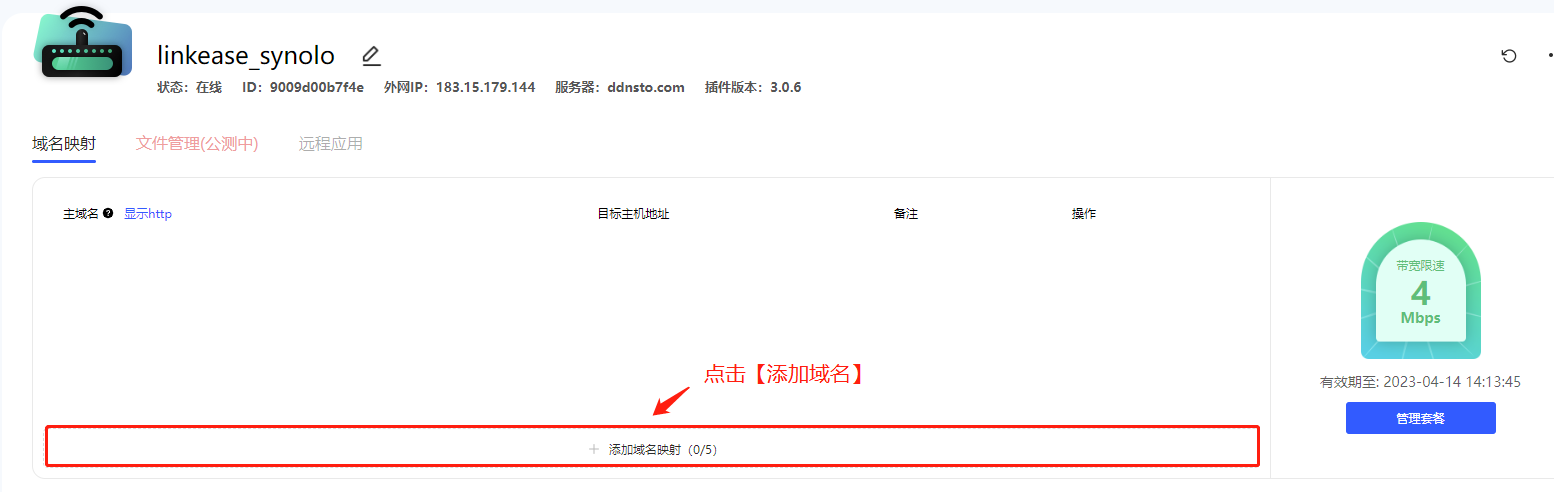 linkease_synolo
状态：在线 ID：9009d00b7f4e 外网IP：183.15.179.144 服务器：ddnsto.com 插件版本：3.0.6
域名映射 文件管理(公测中) 远程应用
主域名 ? 显示http 目标主机地址 备注 操作
带宽限速
4
Mbps
点击【添加域名】
有效期至: 2023-04-14 14:13:45
管理套餐
+ 添加域名映射（0/5）